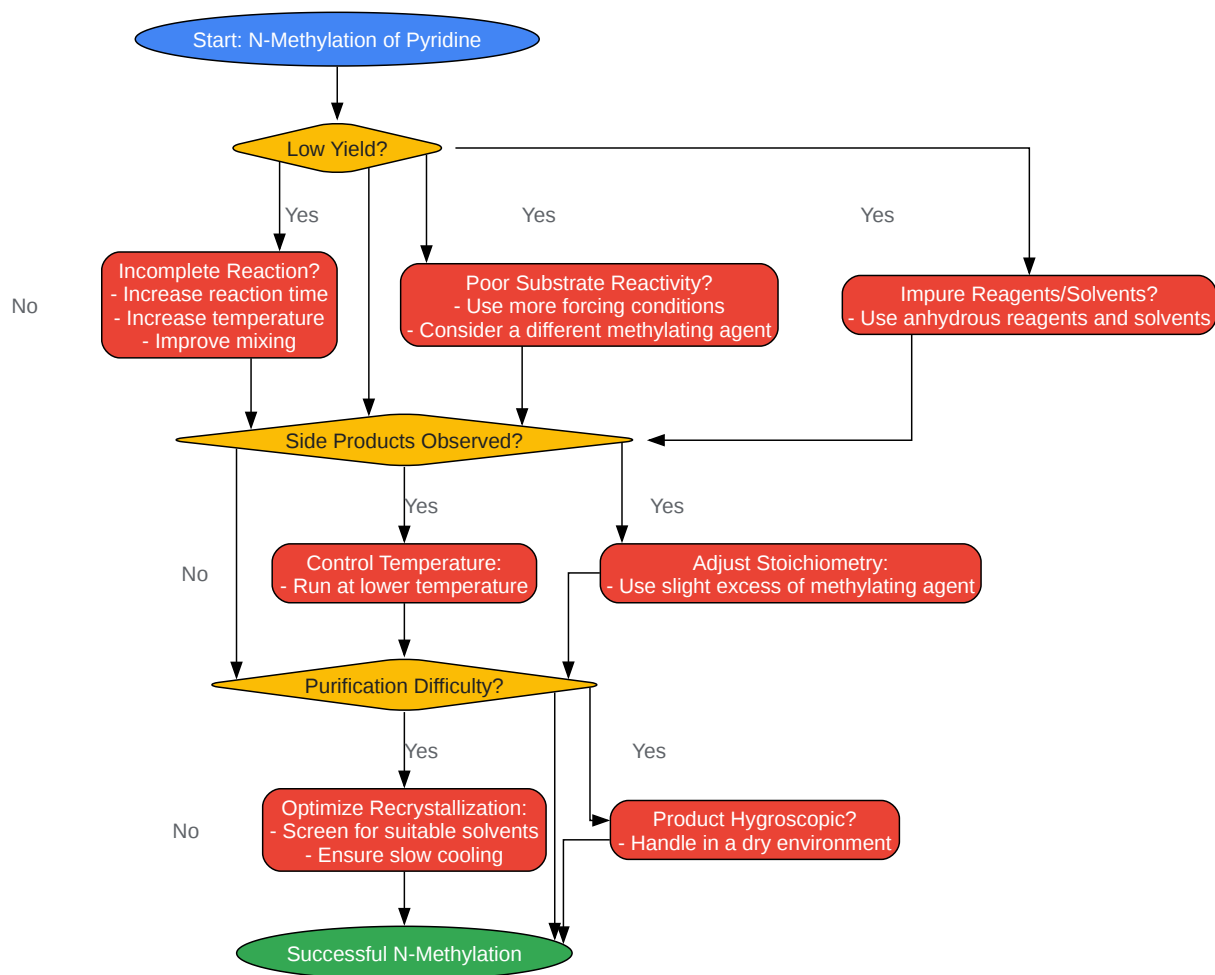 Start: N-Methylation of Pyridine
Low Yield?
Yes
Yes
Yes
No
Incomplete Reaction?
- Increase reaction time
- Increase temperature
- Improve mixing
Poor Substrate Reactivity?
- Use more forcing conditions
- Consider a different methylating agent
Impure Reagents/Solvents?
- Use anhydrous reagents and solvents
Side Products Observed?
Yes
Yes
No
Control Temperature:
- Run at lower temperature
Adjust Stoichiometry:
- Use slight excess of methylating agent
Purification Difficulty?
Yes
Yes
No
Optimize Recrystallization:
- Screen for suitable solvents
- Ensure slow cooling
Product Hygroscopic?
- Handle in a dry environment
Successful N-Methylation